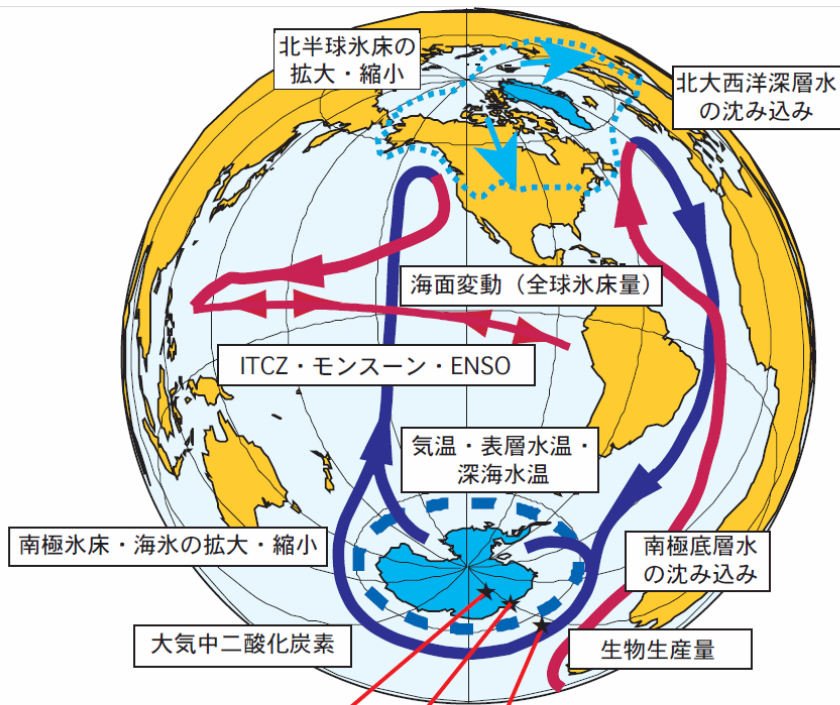 北半球氷床の
拡大・縮小
北大西洋深層水
の沈み込み
海面変動（全球氷床量）
ITCZ・モンスーン・ENSO
気温・表層水温・
深海水温
南極氷床・海氷の拡大・縮小
南極底層水
の沈み込み
大気中二酸化炭素
生物生産量